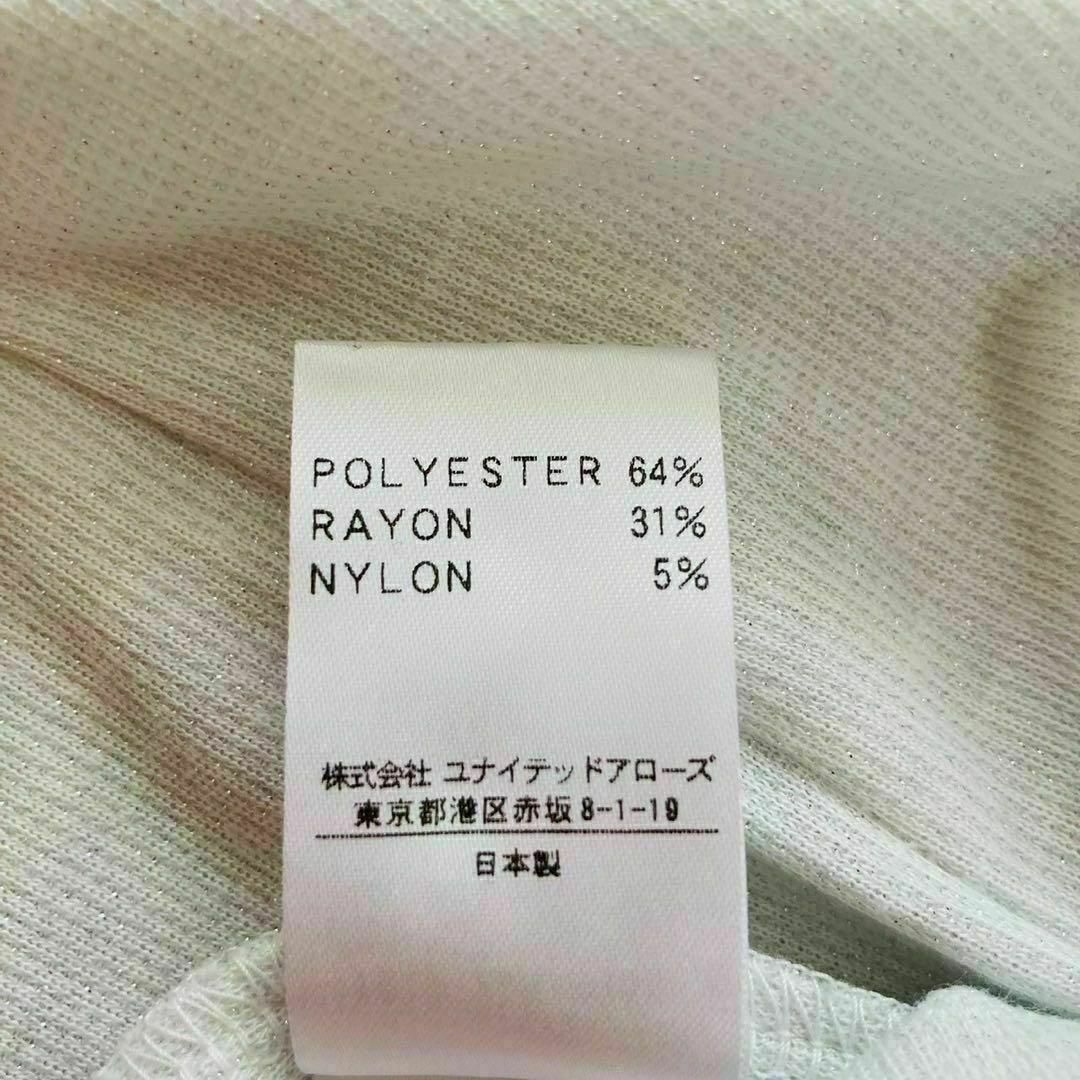 POLYESTER 64%
RAYON 31%
NYLON 5%
株式会社 ユナイテッドアローズ
東京都港区赤坂8-1-19
日本製